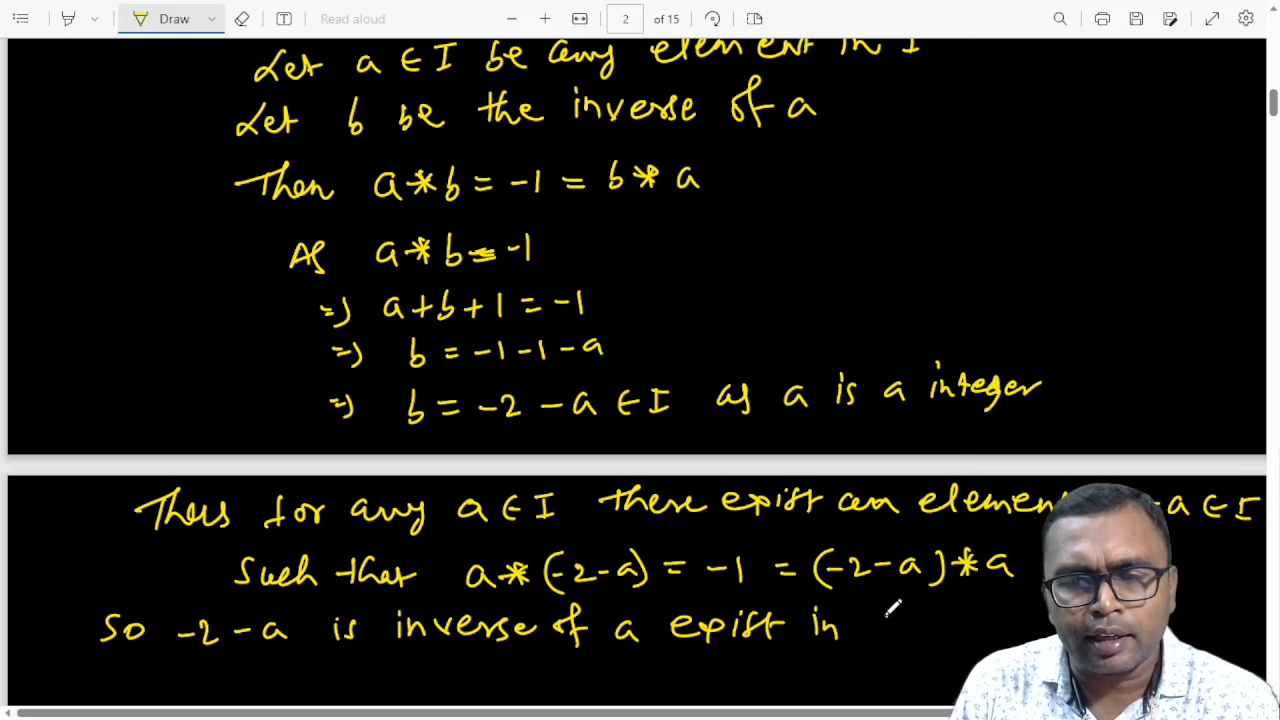 Draw
Read aloud
2 of 15
Let a ∈ I be any element in I
Let b be the inverse of a
Then a * b = -1 = b * a
As a * b = -1
=> a + b + 1 = -1
=> b = -1 - 1 - a
=> b = -2 - a ∈ I as a is a integer
Thus for any a ∈ I there exist an element -a ∈ I
Such that a * (-2-a) = -1 = (-2-a) * a
So -2-a is inverse of a exist in